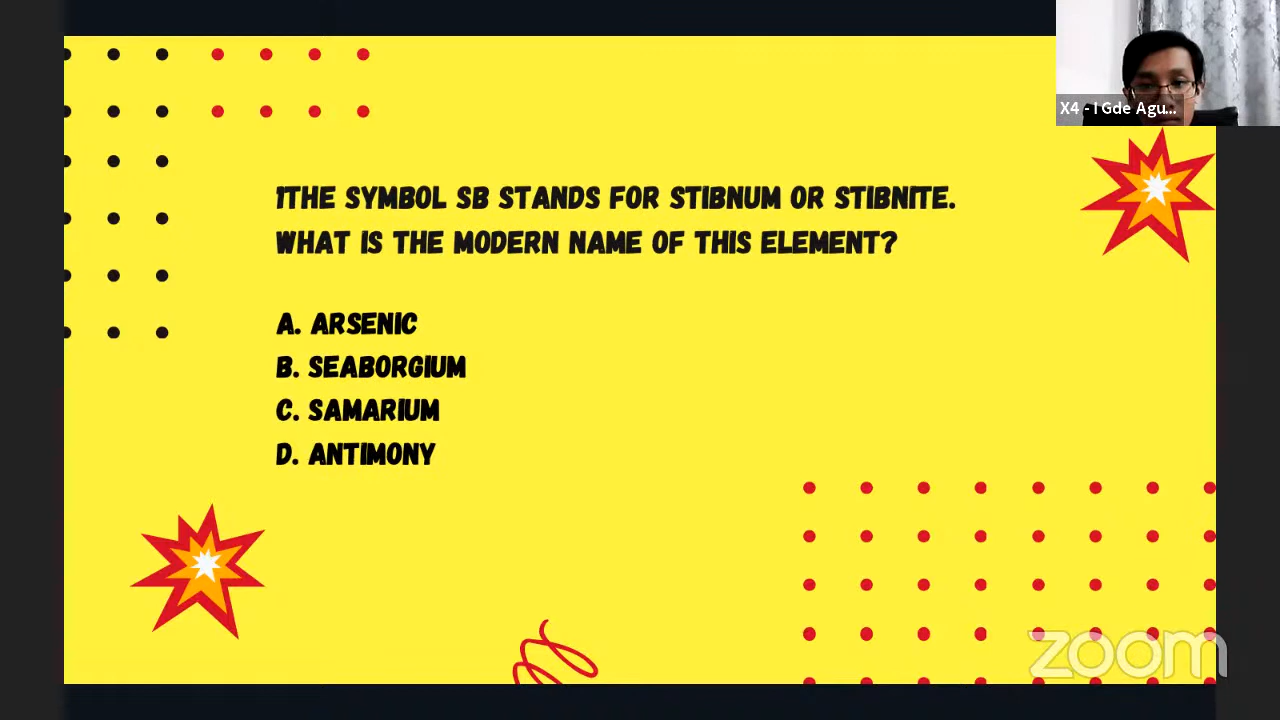 X4 - I Gde Agu...
1THE SYMBOL SB STANDS FOR STIBNUM OR STIBNITE.
WHAT IS THE MODERN NAME OF THIS ELEMENT?
A. ARSENIC
B. SEABORGIUM
C. SAMARIUM
D. ANTIMONY
zoom